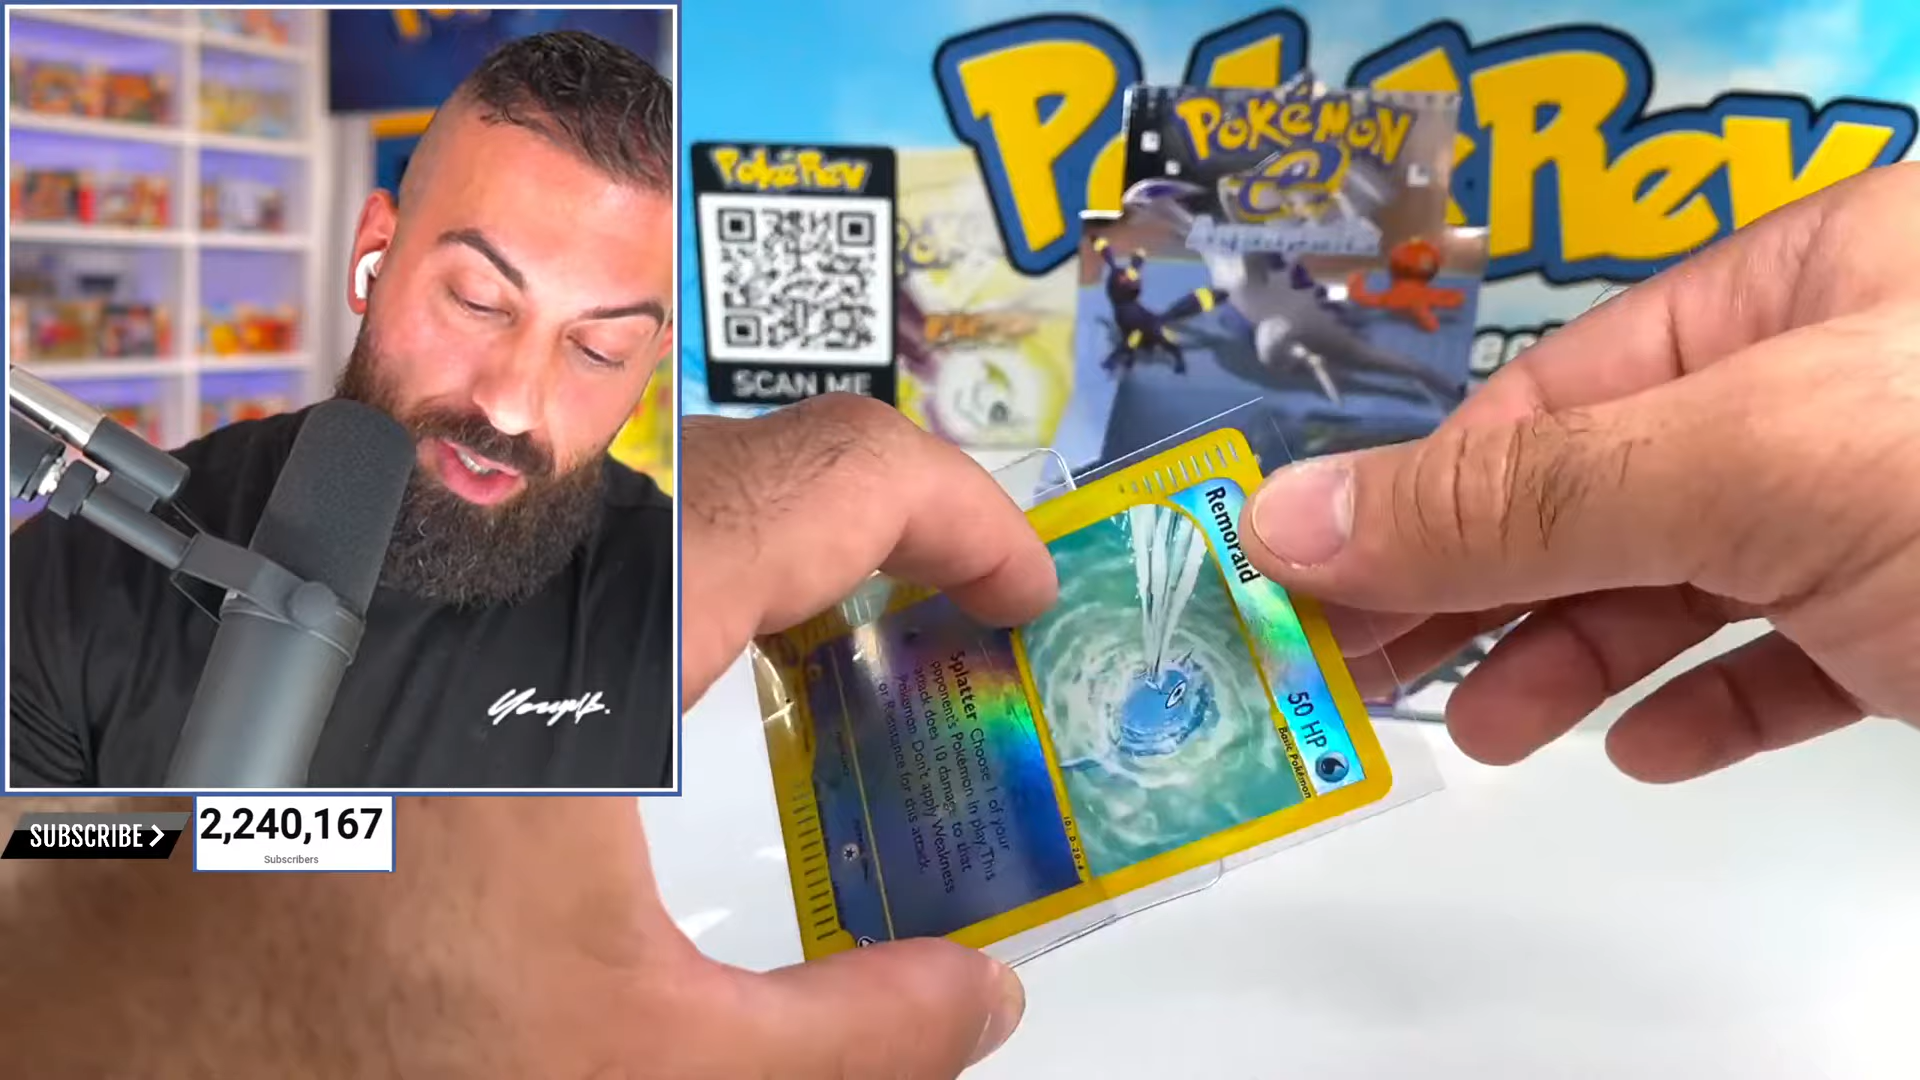 PokéRev
PokéRev
SCAN ME
POKéMON
e
Remoraid
50 HP
Basic Pokémon
Splatter Choose 1 of your
opponent's Pokémon in play. This
attack does 10 damage to that
Pokémon. Don't apply Weakness
or Resistance for this attack.
SUBSCRIBE
2,240,167
Subscribers